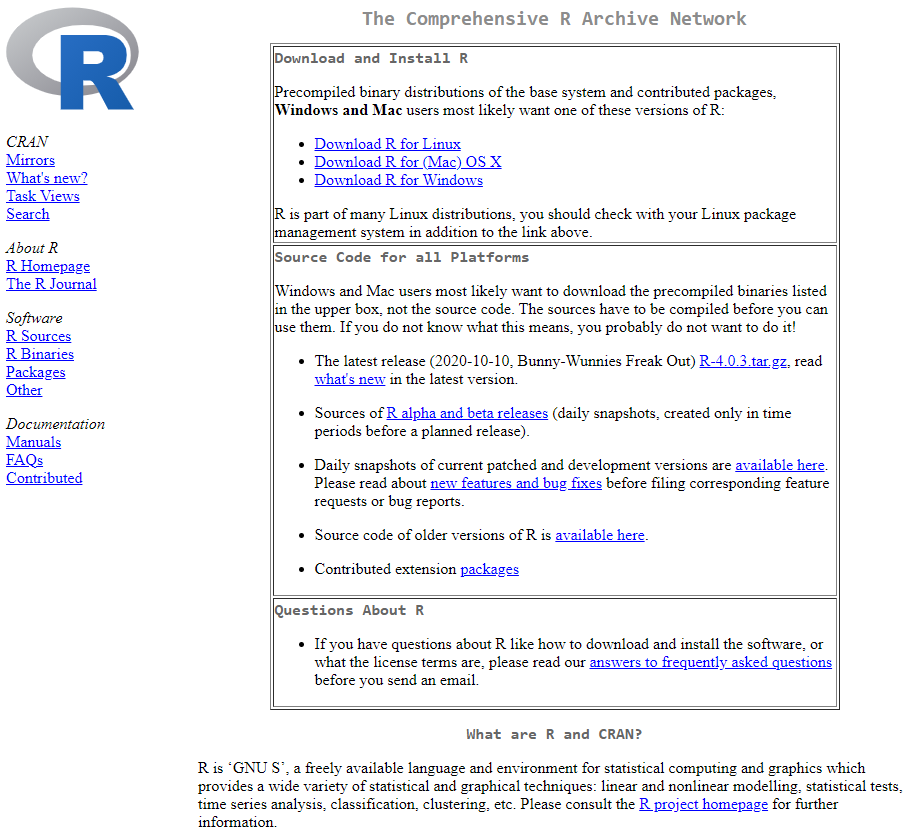 R
CRAN
Mirrors
What's new?
Task Views
Search
About R
R Homepage
The R Journal
Software
R Sources
R Binaries
Packages
Other
Documentation
Manuals
FAQs
Contributed
The Comprehensive R Archive Network
Download and Install R
Precompiled binary distributions of the base system and contributed packages,
Windows and Mac users most likely want one of these versions of R:
• Download R for Linux
• Download R for (Mac) OS X
• Download R for Windows
R is part of many Linux distributions, you should check with your Linux package
management system in addition to the link above.
Source Code for all Platforms
Windows and Mac users most likely want to download the precompiled binaries listed
in the upper box, not the source code. The sources have to be compiled before you can
use them. If you do not know what this means, you probably do not want to do it!
• The latest release (2020-10-10, Bunny-Wunnies Freak Out) R-4.0.3.tar.gz, read
what's new in the latest version.
• Sources of R alpha and beta releases (daily snapshots, created only in time
periods before a planned release).
• Daily snapshots of current patched and development versions are available here.
Please read about new features and bug fixes before filing corresponding feature
requests or bug reports.
• Source code of older versions of R is available here.
• Contributed extension packages
Questions About R
• If you have questions about R like how to download and install the software, or
what the license terms are, please read our answers to frequently asked questions
before you send an email.
What are R and CRAN?
R is ‘GNU S’, a freely available language and environment for statistical computing and graphics which
provides a wide variety of statistical and graphical techniques: linear and nonlinear modelling, statistical tests,
time series analysis, classification, clustering, etc. Please consult the R project homepage for further
information.